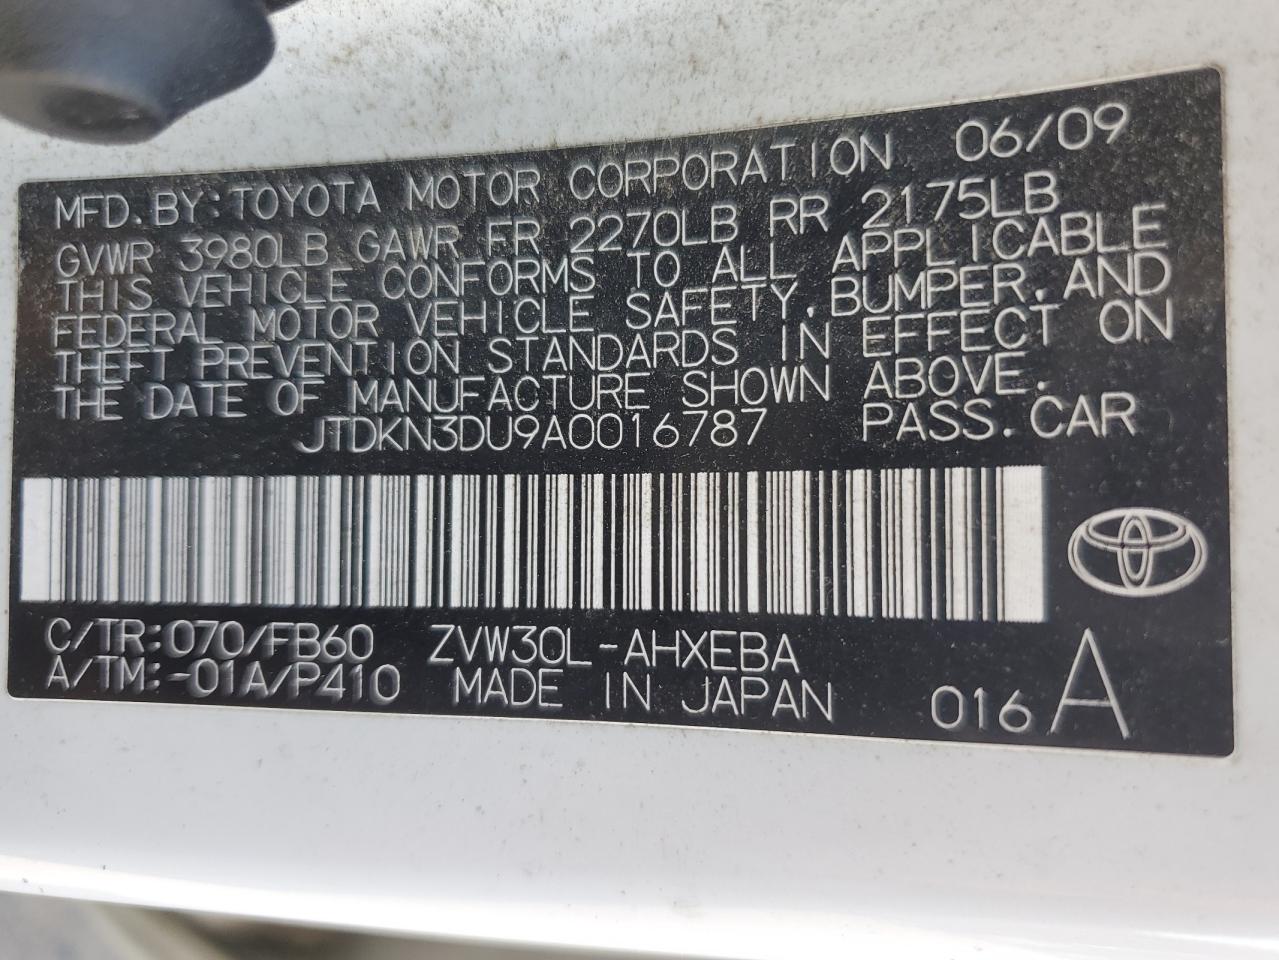 MFD. BY: TOYOTA MOTOR CORPORATION 06/09
GVWR 3980LB GAWR FR 2270LB RR 2175LB
THIS VEHICLE CONFORMS TO ALL APPLICABLE
FEDERAL MOTOR VEHICLE SAFETY, BUMPER, AND
THEFT PREVENTION STANDARDS IN EFFECT ON
THE DATE OF MANUFACTURE SHOWN ABOVE.
JTDKN3DU9A0016787 PASS. CAR
C/TR:070/FB60 ZVW30L-AHXEBA
A/TM:-01A/P410 MADE IN JAPAN 016 A